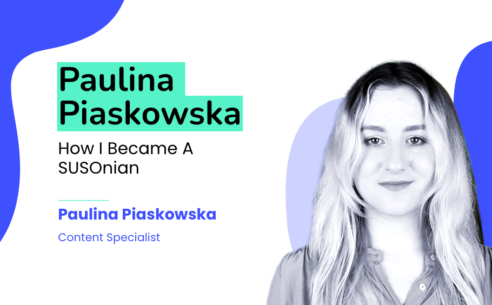 Paulina
Piaskowska
How I Became A
SUSOnian
Paulina Piaskowska
Content Specialist